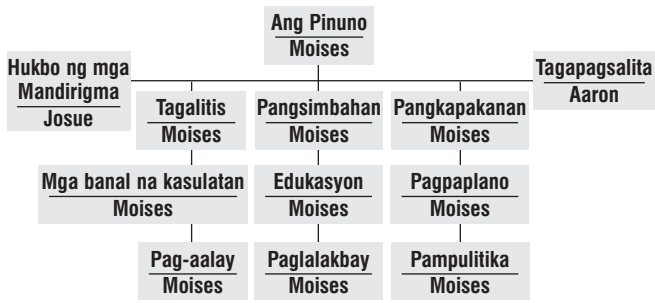 Ang Pinuno
Moises
Hukbo ng mga
Mandirigma
Josue
Tagapagsalita
Aaron
Tagalitis
Moises
Pangsimbahan
Moises
Pangkapakanan
Moises
Mga banal na kasulatan
Moises
Edukasyon
Moises
Pagpaplano
Moises
Pag-aalay
Moises
Paglalakbay
Moises
Pampulitika
Moises